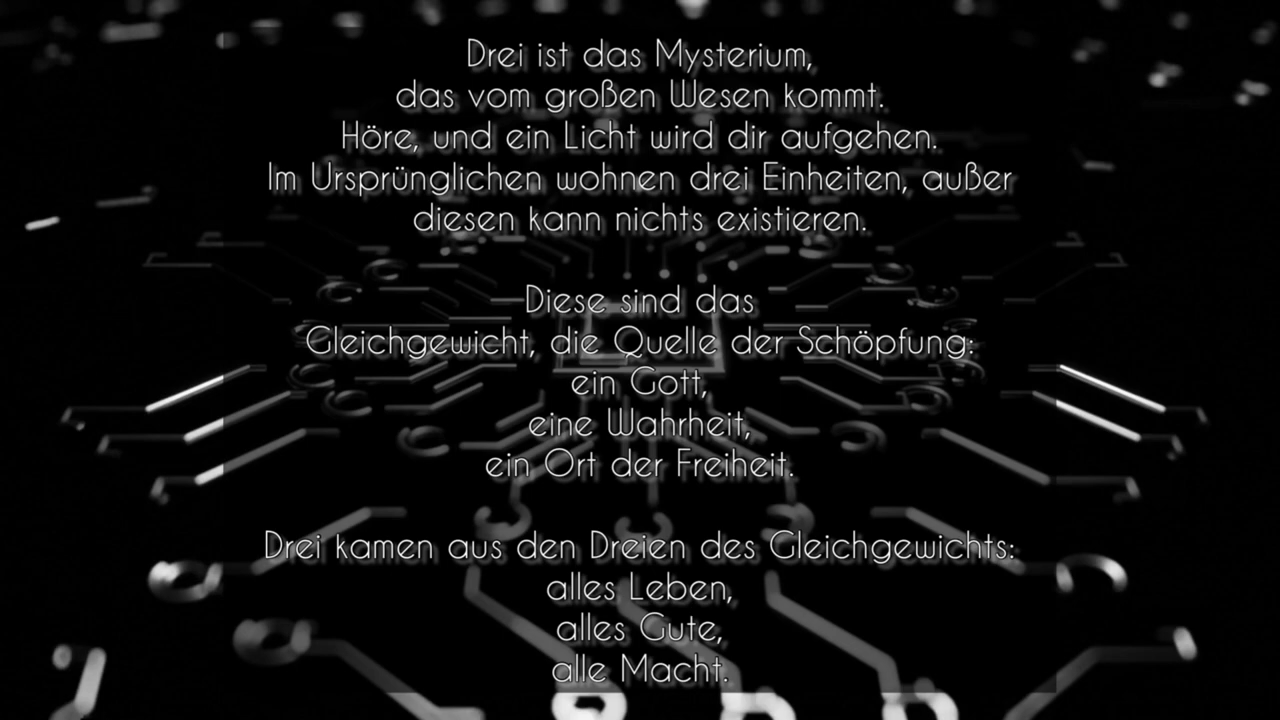 Drei ist das Mysterium,
das vom großen Wesen kommt.
Höre, und ein Licht wird dir aufgehen.
Im Ursprünglichen wohnen drei Einheiten, außer
diesen kann nichts existieren.
Diese sind das
Gleichgewicht, die Quelle der Schöpfung:
ein Gott,
eine Wahrheit,
ein Ort der Freiheit.
Drei kamen aus den Dreien des Gleichgewichts:
alles Leben,
alles Gute,
alle Macht.